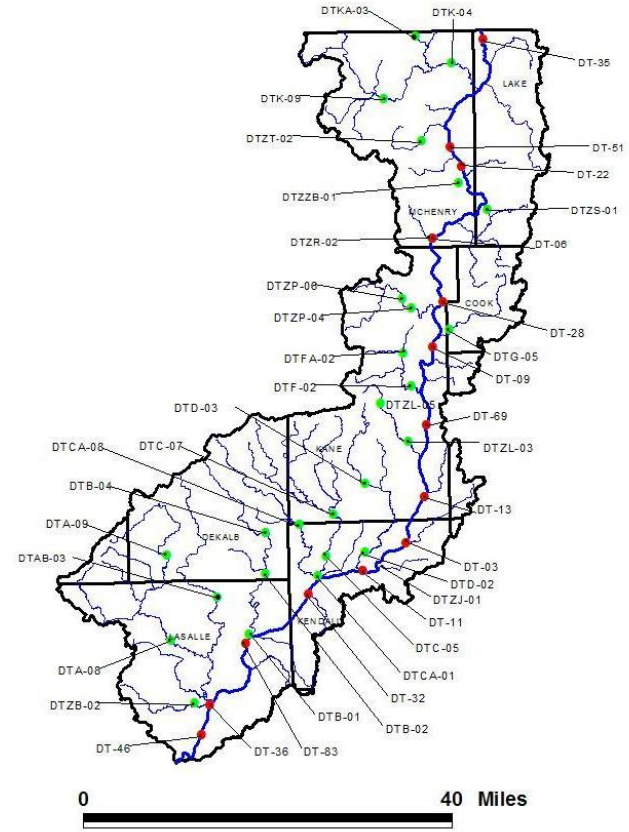 DTKA-03
DTK-04
DT-35
LAKE
DTK-09
DTZT-02
DT-51
DT-22
DTZZB-01
DTZS-01
MCHENRY
DTZR-02
DT-06
DTZP-06
COOK
DTZP-04
DT-28
DTFA-02
DTG-05
DT-09
DTF-02
DTD-03
DTZL-05
DT-69
DTCA-08
DTC-07
KANE
DTZL-03
DTB-04
DT-13
DTA-09
DEKALB
DTAB-03
DT-03
DTD-02
DTZJ-01
KENDALL
DT-11
LASALLE
DTC-05
DTA-08
DTCA-01
DT-32
DTZB-02
DTB-01
DTB-02
DT-46
DT-36
DT-83
0 40 Miles